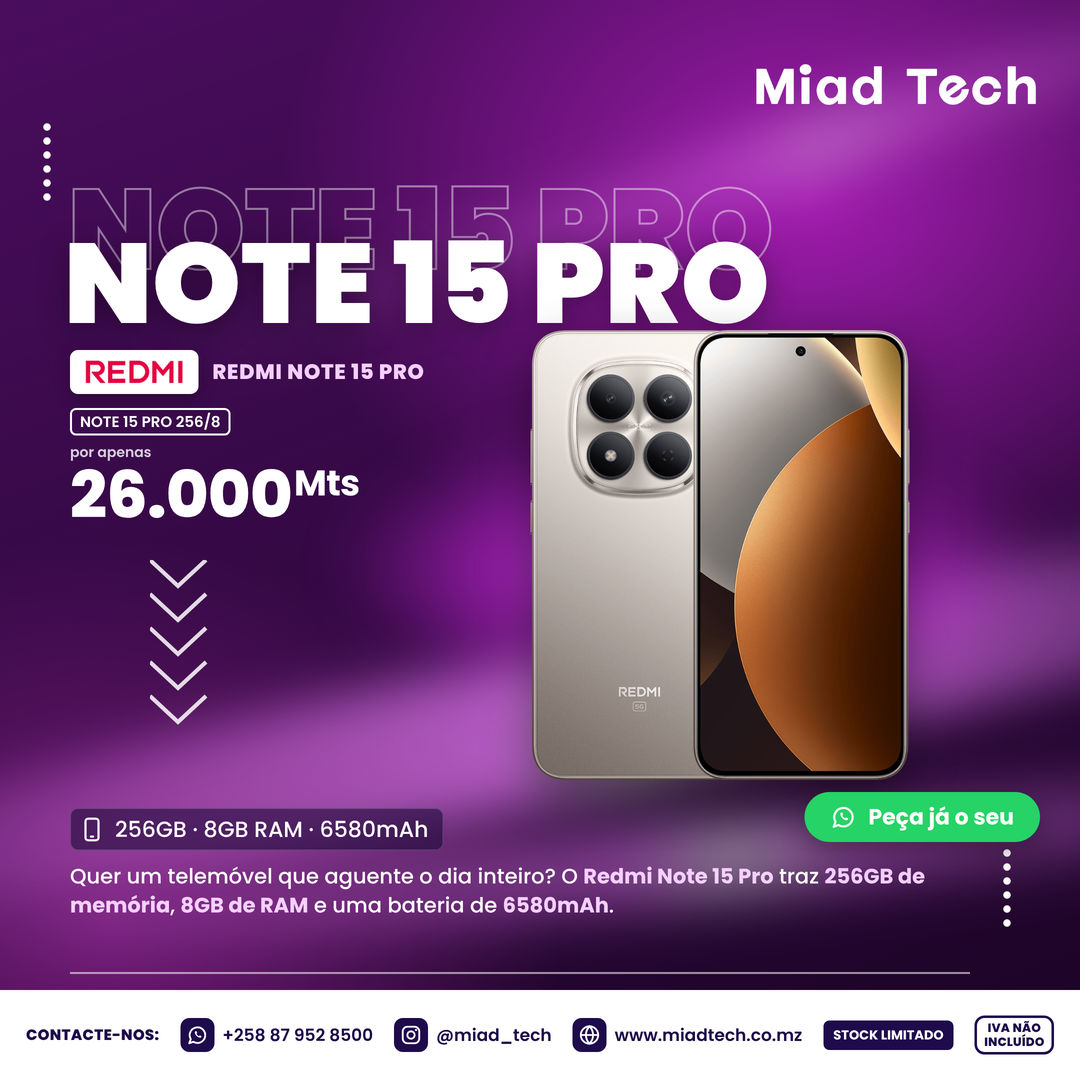 Miad Tech
NOTE 15 PRO
NOTE 15 PRO
REDMI REDMI NOTE 15 PRO
NOTE 15 PRO 256/8
por apenas
26.000Mts
REDMI
5G
256GB · 8GB RAM · 6580mAh
Peça já o seu
Quer um telemóvel que aguente o dia inteiro? O Redmi Note 15 Pro traz 256GB de
memória, 8GB de RAM e uma bateria de 6580mAh.
CONTACTE-NOS: +258 87 952 8500 @miad_tech www.miadtech.co.mz STOCK LIMITADO
IVA NÃO
INCLUÍDO